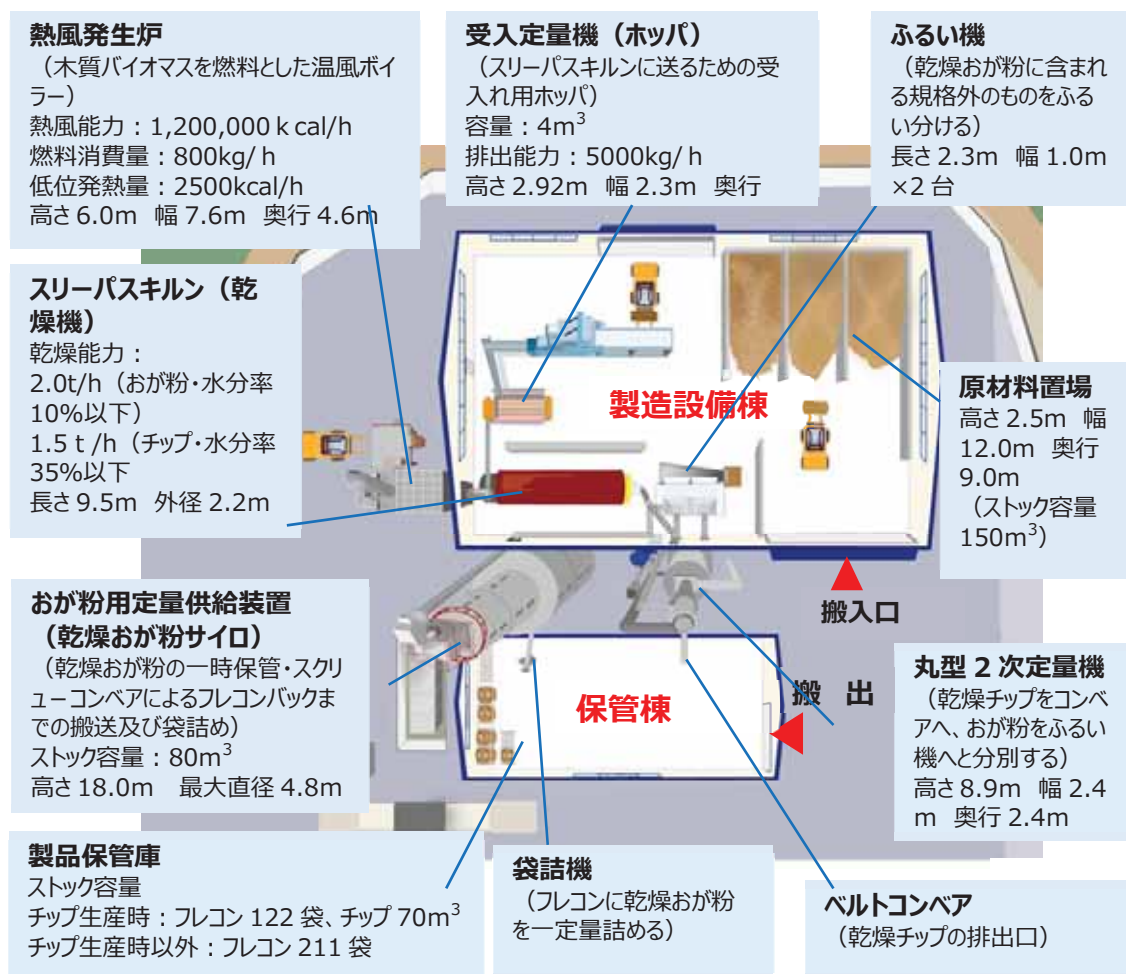 熱風発生炉
（木質バイオマスを燃料とした温風ボイ
ラー）
熱風能力：1,200,000ｋcal/h
燃料消費量：800kg/ｈ
低位発熱量：2500kcal/h
高さ 6.0m 幅 7.6m 奥行 4.6m
受入定量機（ホッパ）
（スリーパスキルンに送るための受
入れ用ホッパ）
容量：4m³
排出能力：5000kg/ｈ
高さ 2.92m 幅 2.3m 奥行
ふるい機
（乾燥おが粉に含まれ
る規格外のものをふる
い分ける）
長さ 2.3m 幅 1.0m
×2 台
スリーパスキルン（乾
燥機）
乾燥能力：
2.0t/h（おが粉・水分率
10%以下）
1.5ｔ/h（チップ・水分率
35%以下
長さ 9.5m 外径 2.2m
製造設備棟
原材料置場
高さ 2.5m 幅
12.0m 奥行
9.0m
（ストック容量
150m³）
搬入口
おが粉用定量供給装置
（乾燥おが粉サイロ）
（乾燥おが粉の一時保管・スクリ
ューコンベアによるフレコンバックま
での搬送及び袋詰め）
ストック容量：80m³
高さ 18.0m 最大直径 4.8m
保管棟
搬 出
丸型 2 次定量機
（乾燥チップをコンベ
アへ、おが粉をふるい
機へと分別する）
高さ 8.9m 幅 2.4
m 奥行 2.4m
製品保管庫
ストック容量
チップ生産時：フレコン 122 袋、チップ 70m³
チップ生産時以外：フレコン 211 袋
袋詰機
（フレコンに乾燥おが粉
を一定量詰める）
ベルトコンベア
（乾燥チップの排出口）